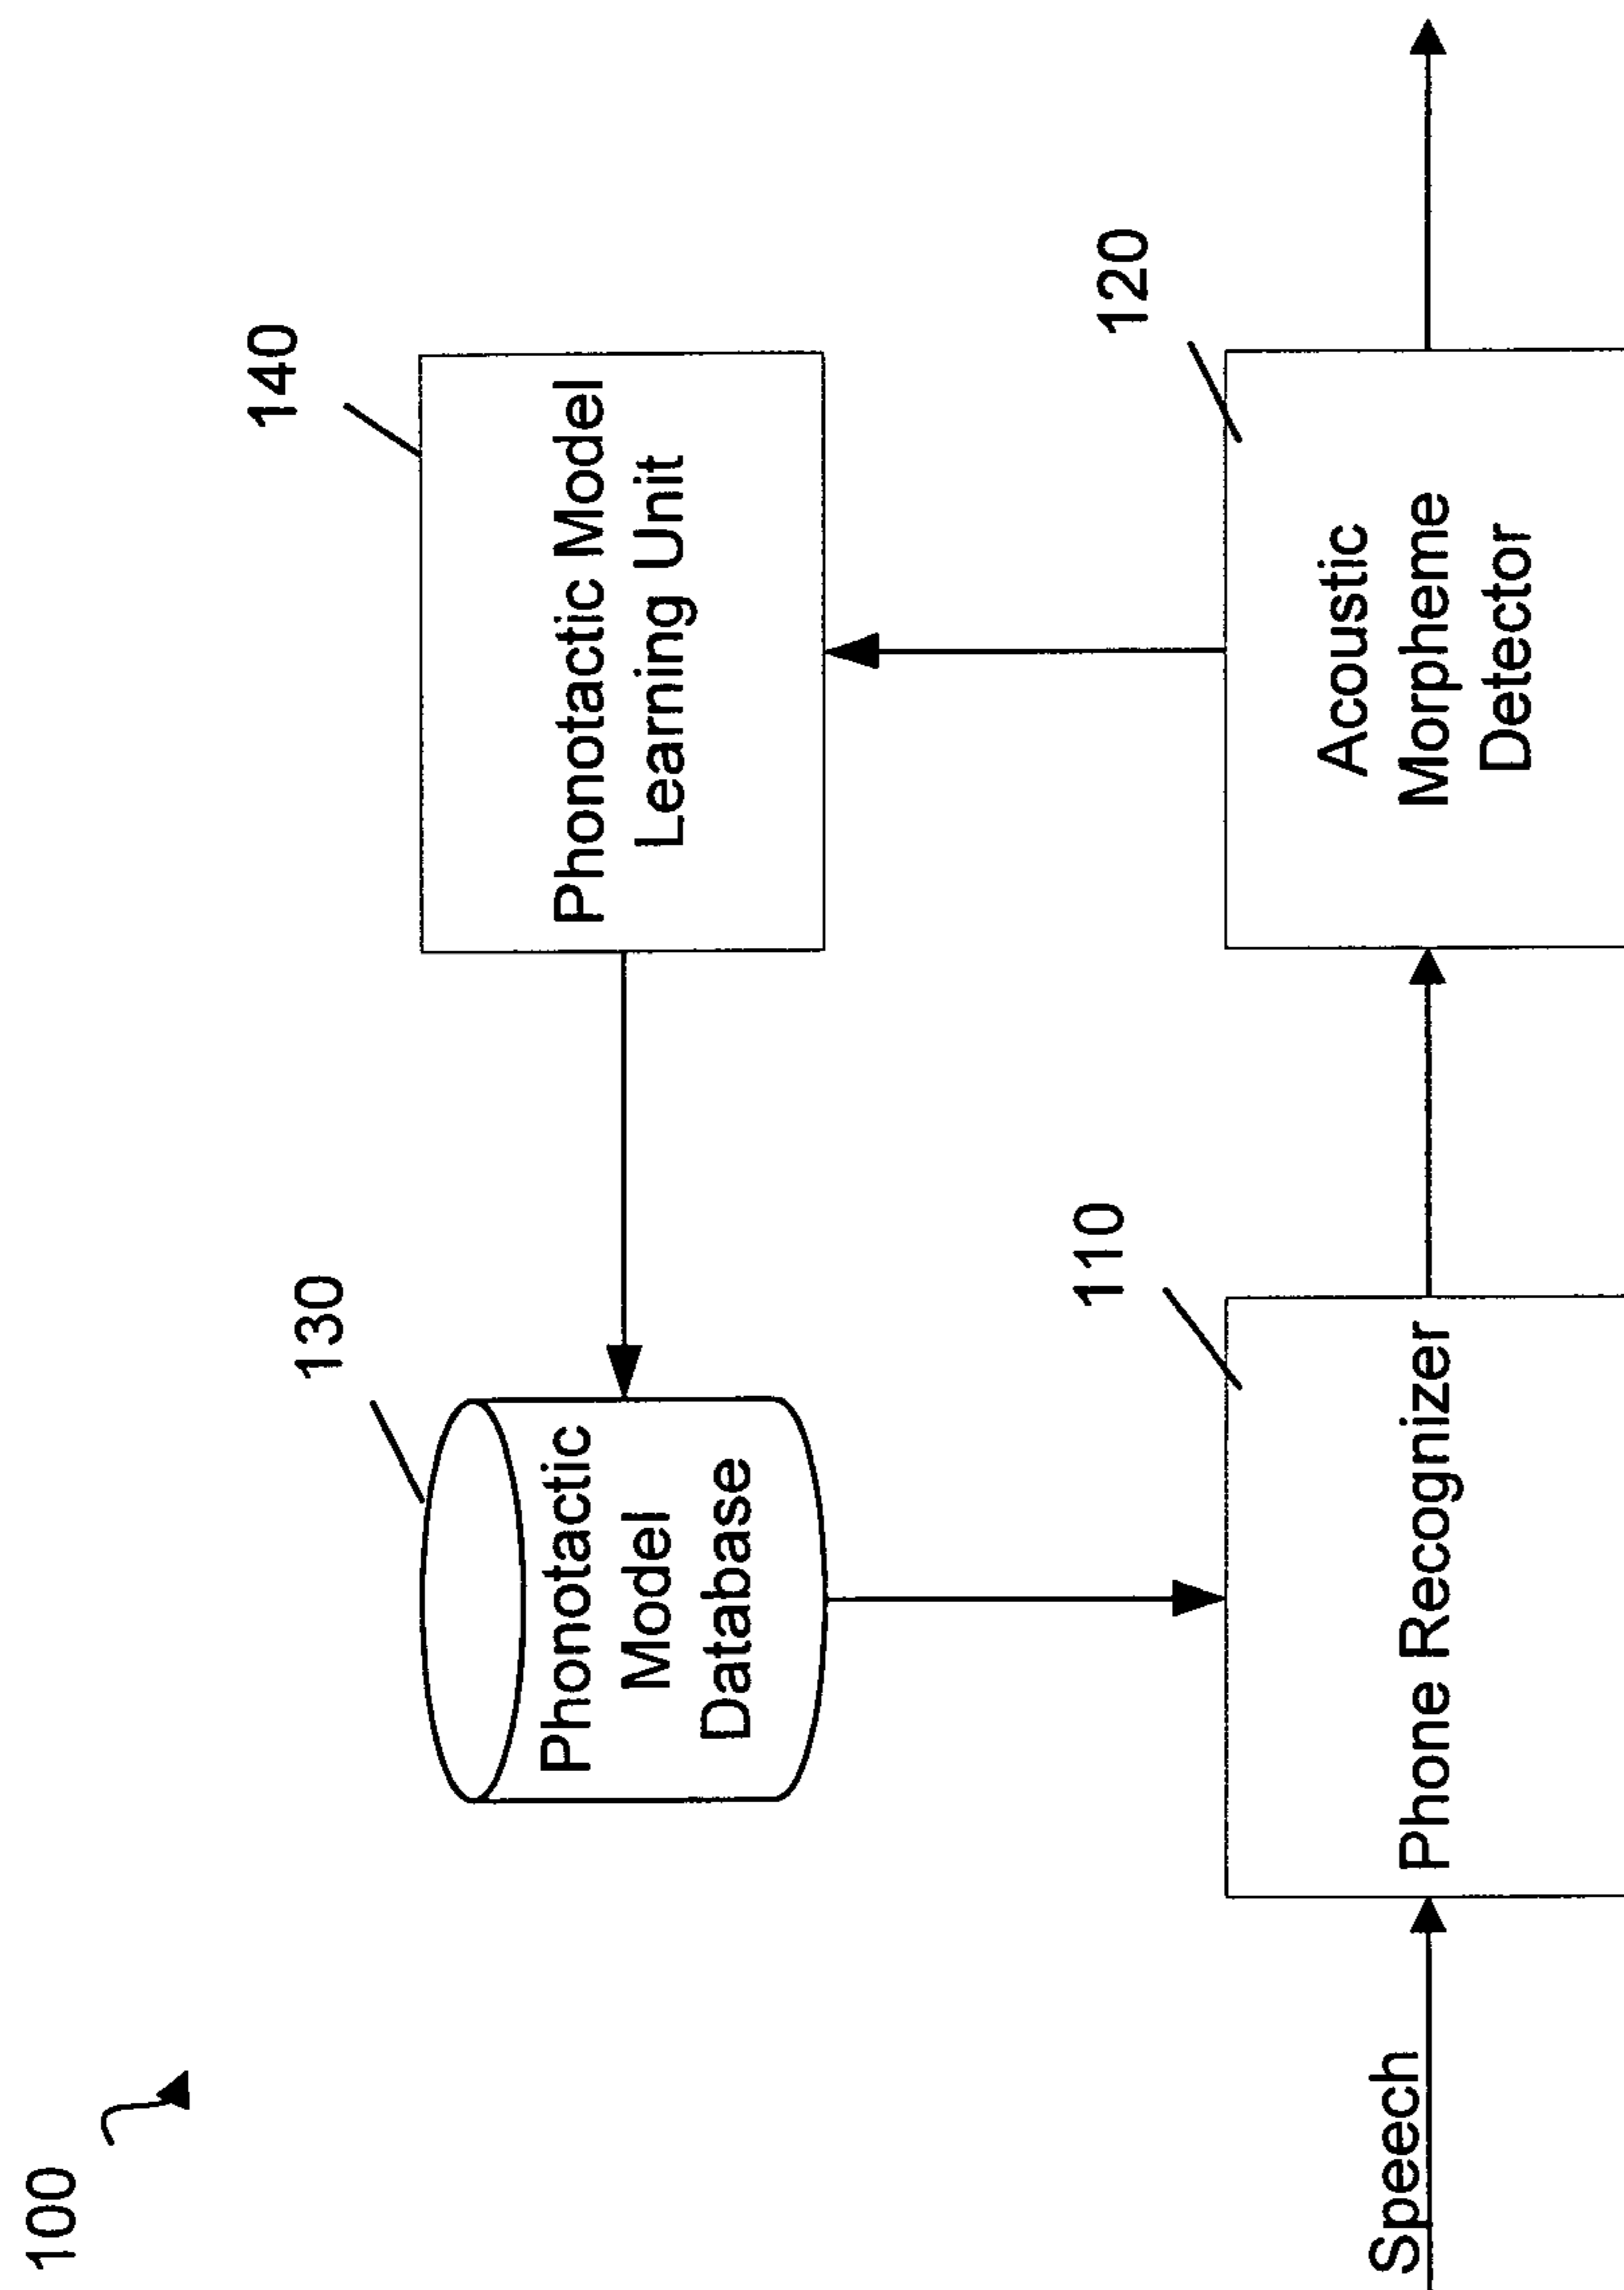 100
130
Phonotactic
Model
Database
140
Phonotactic Model
Learning Unit
Speech
110
Phone Recognizer
120
Acoustic
Morpheme
Detector